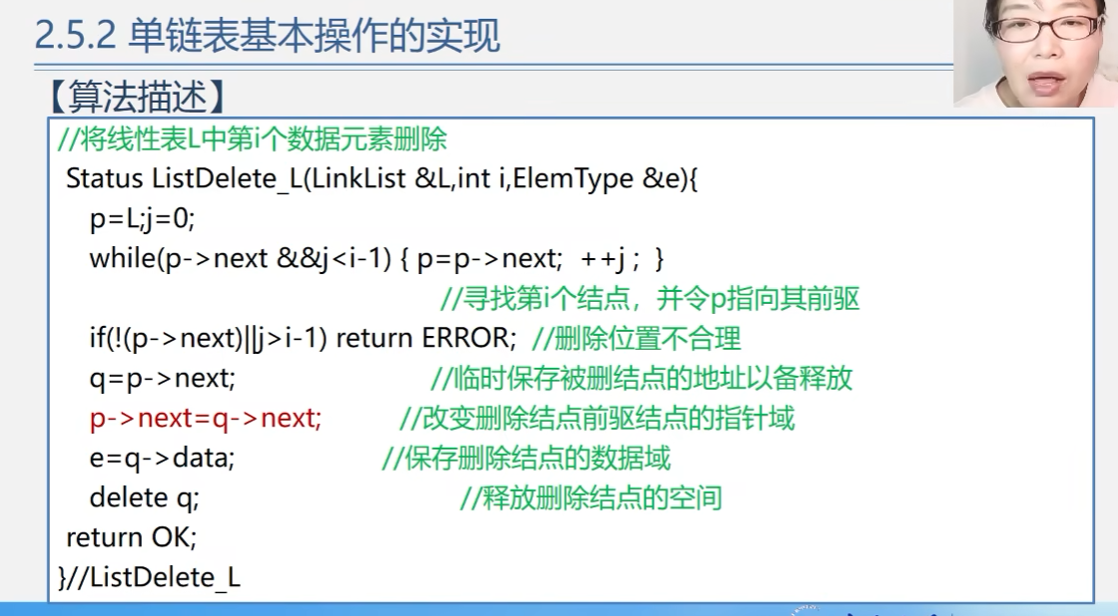 2.5.2 单链表基本操作的实现
【算法描述】
//将线性表L中第i个数据元素删除
Status ListDelete_L(LinkList &L,int i,ElemType &e){
p=L;j=0;
while(p->next &&j<i-1) { p=p->next; ++j ; }
//寻找第i个结点，并令p指向其前驱
if(!(p->next)||j>i-1) return ERROR; //删除位置不合理
q=p->next; //临时保存被删结点的地址以备释放
p->next=q->next; //改变删除结点前驱结点的指针域
e=q->data; //保存删除结点的数据域
delete q; //释放删除结点的空间
return OK;
}//ListDelete_L